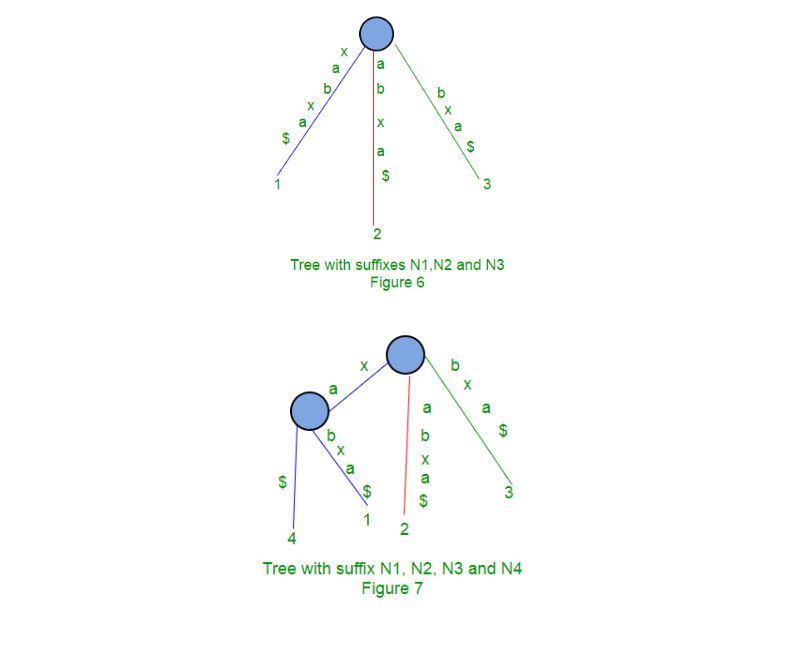 x a b x a $
a b x a $
b x a $
1
2
3
Tree with suffixes N1,N2 and N3
Figure 6
x a
b x a $
a b x a $
b x a $
$
4
1
2
3
Tree with suffix N1, N2, N3 and N4
Figure 7